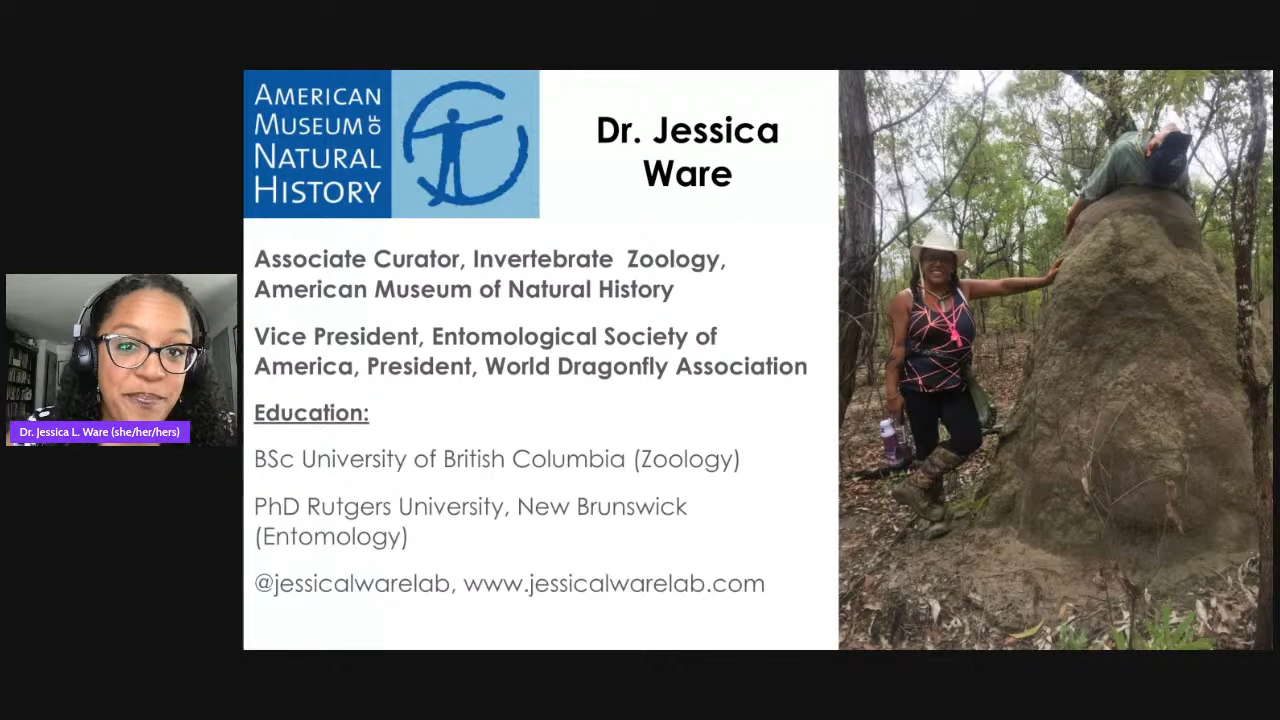 AMERICAN
MUSEUM OF
NATURAL
HISTORY
Dr. Jessica
Ware
Associate Curator, Invertebrate Zoology,
American Museum of Natural History
Vice President, Entomological Society of
America, President, World Dragonfly Association
Education:
BSc University of British Columbia (Zoology)
PhD Rutgers University, New Brunswick
(Entomology)
@jessicalwarelab, www.jessicalwarelab.com
Dr. Jessica L. Ware (she/her/hers)